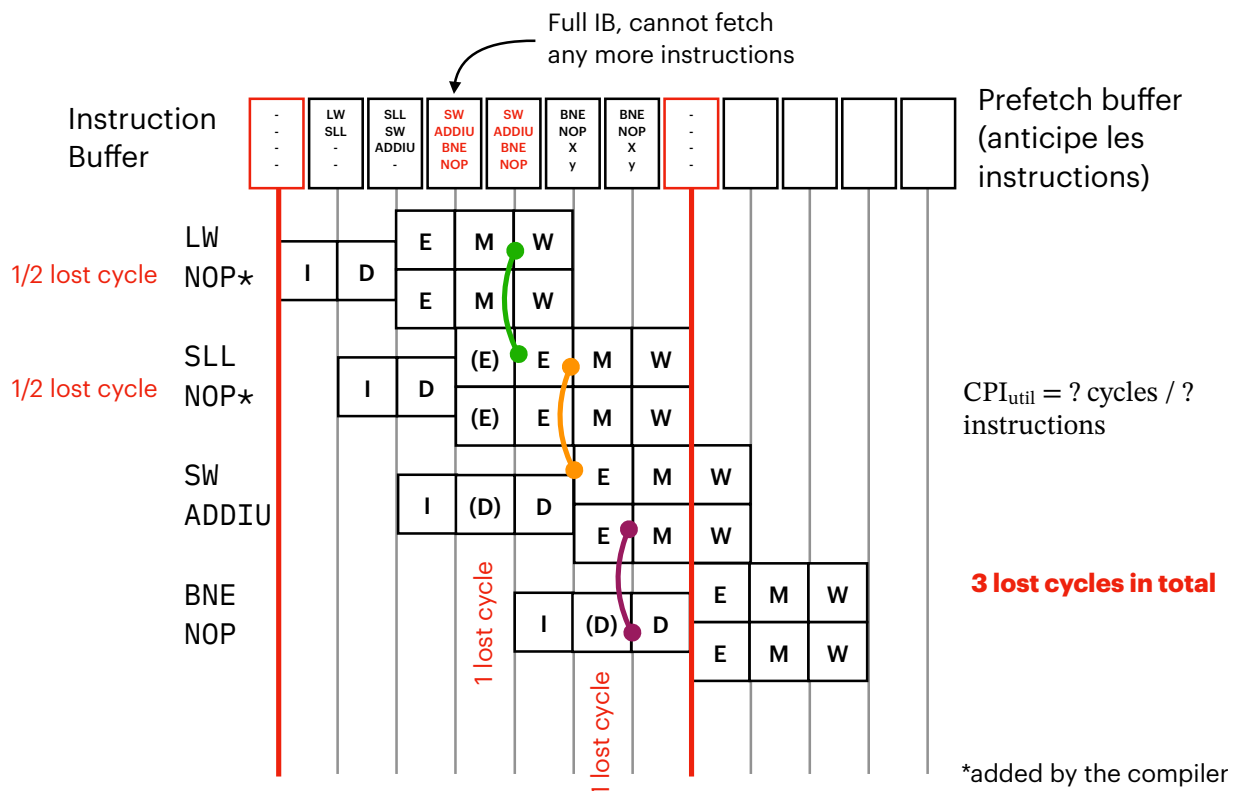 Full IB, cannot fetch
any more instructions
Instruction
Buffer
-
-
-
-
LW
SLL
-
-
SLL
SW
ADDIU
-
SW
ADDIU
BNE
NOP
SW
ADDIU
BNE
NOP
BNE
NOP
X
y
BNE
NOP
X
y
-
-
-
-
Prefetch buffer
(anticipe les
instructions)
LW
1/2 lost cycle NOP*
I D
E M W
E M W
SLL
1/2 lost cycle NOP*
I D
(E) E M W
(E) E M W
CPIutil = ? cycles / ?
instructions
SW
ADDIU
I (D) D
E M W
E M W
1 lost cycle
BNE
NOP
I (D) D
E M W
E M W
1 lost cycle
3 lost cycles in total
*added by the compiler